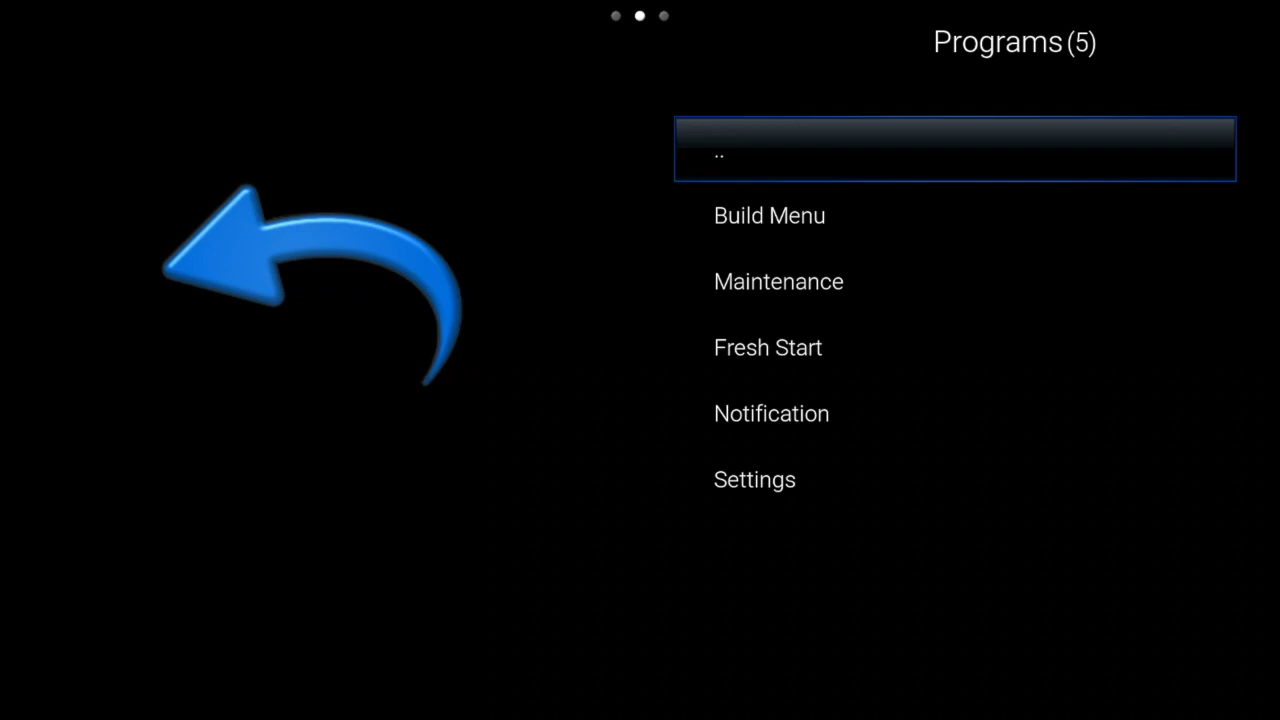 Programs (5)
..
Build Menu
Maintenance
Fresh Start
Notification
Settings